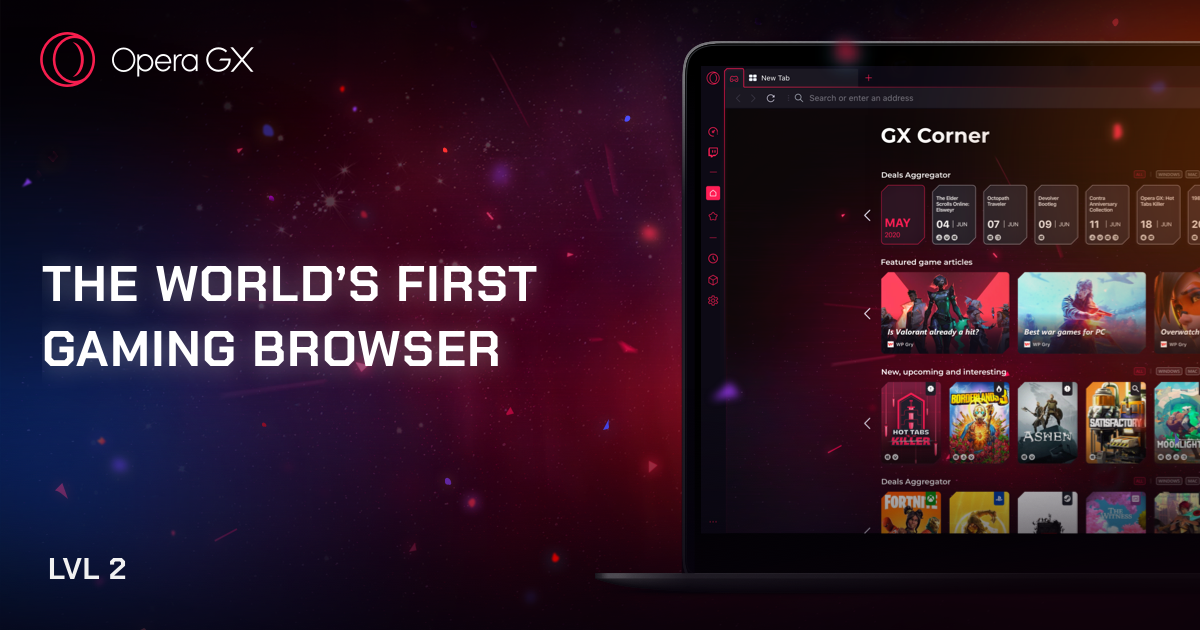 Opera GX
THE WORLD'S FIRST
GAMING BROWSER
LVL 2
New Tab
Search or enter an address
GX Corner
Deals Aggregator
MAY
2020
The Elder
Scrolls Online:
Elsweyr
04 | JUN
Octopath
Traveler
07 | JUN
Devolver
Bootleg
09 | JUN
Contra
Anniversary
Collection
11 | JUN
Opera GX: Hot
Tabs Killer
18 | JUN
Featured game articles
Is Valorant already a hit?
WP Gry
Best war games for PC
WP Gry
Overwatch
WP Gry
New, upcoming and interesting
HOT TABS
KILLER
BORDERLANDS 3
ASHEN
SATISFACTORY
MOONLIGHT
Deals Aggregator
FORTNI
THE
WITNESS